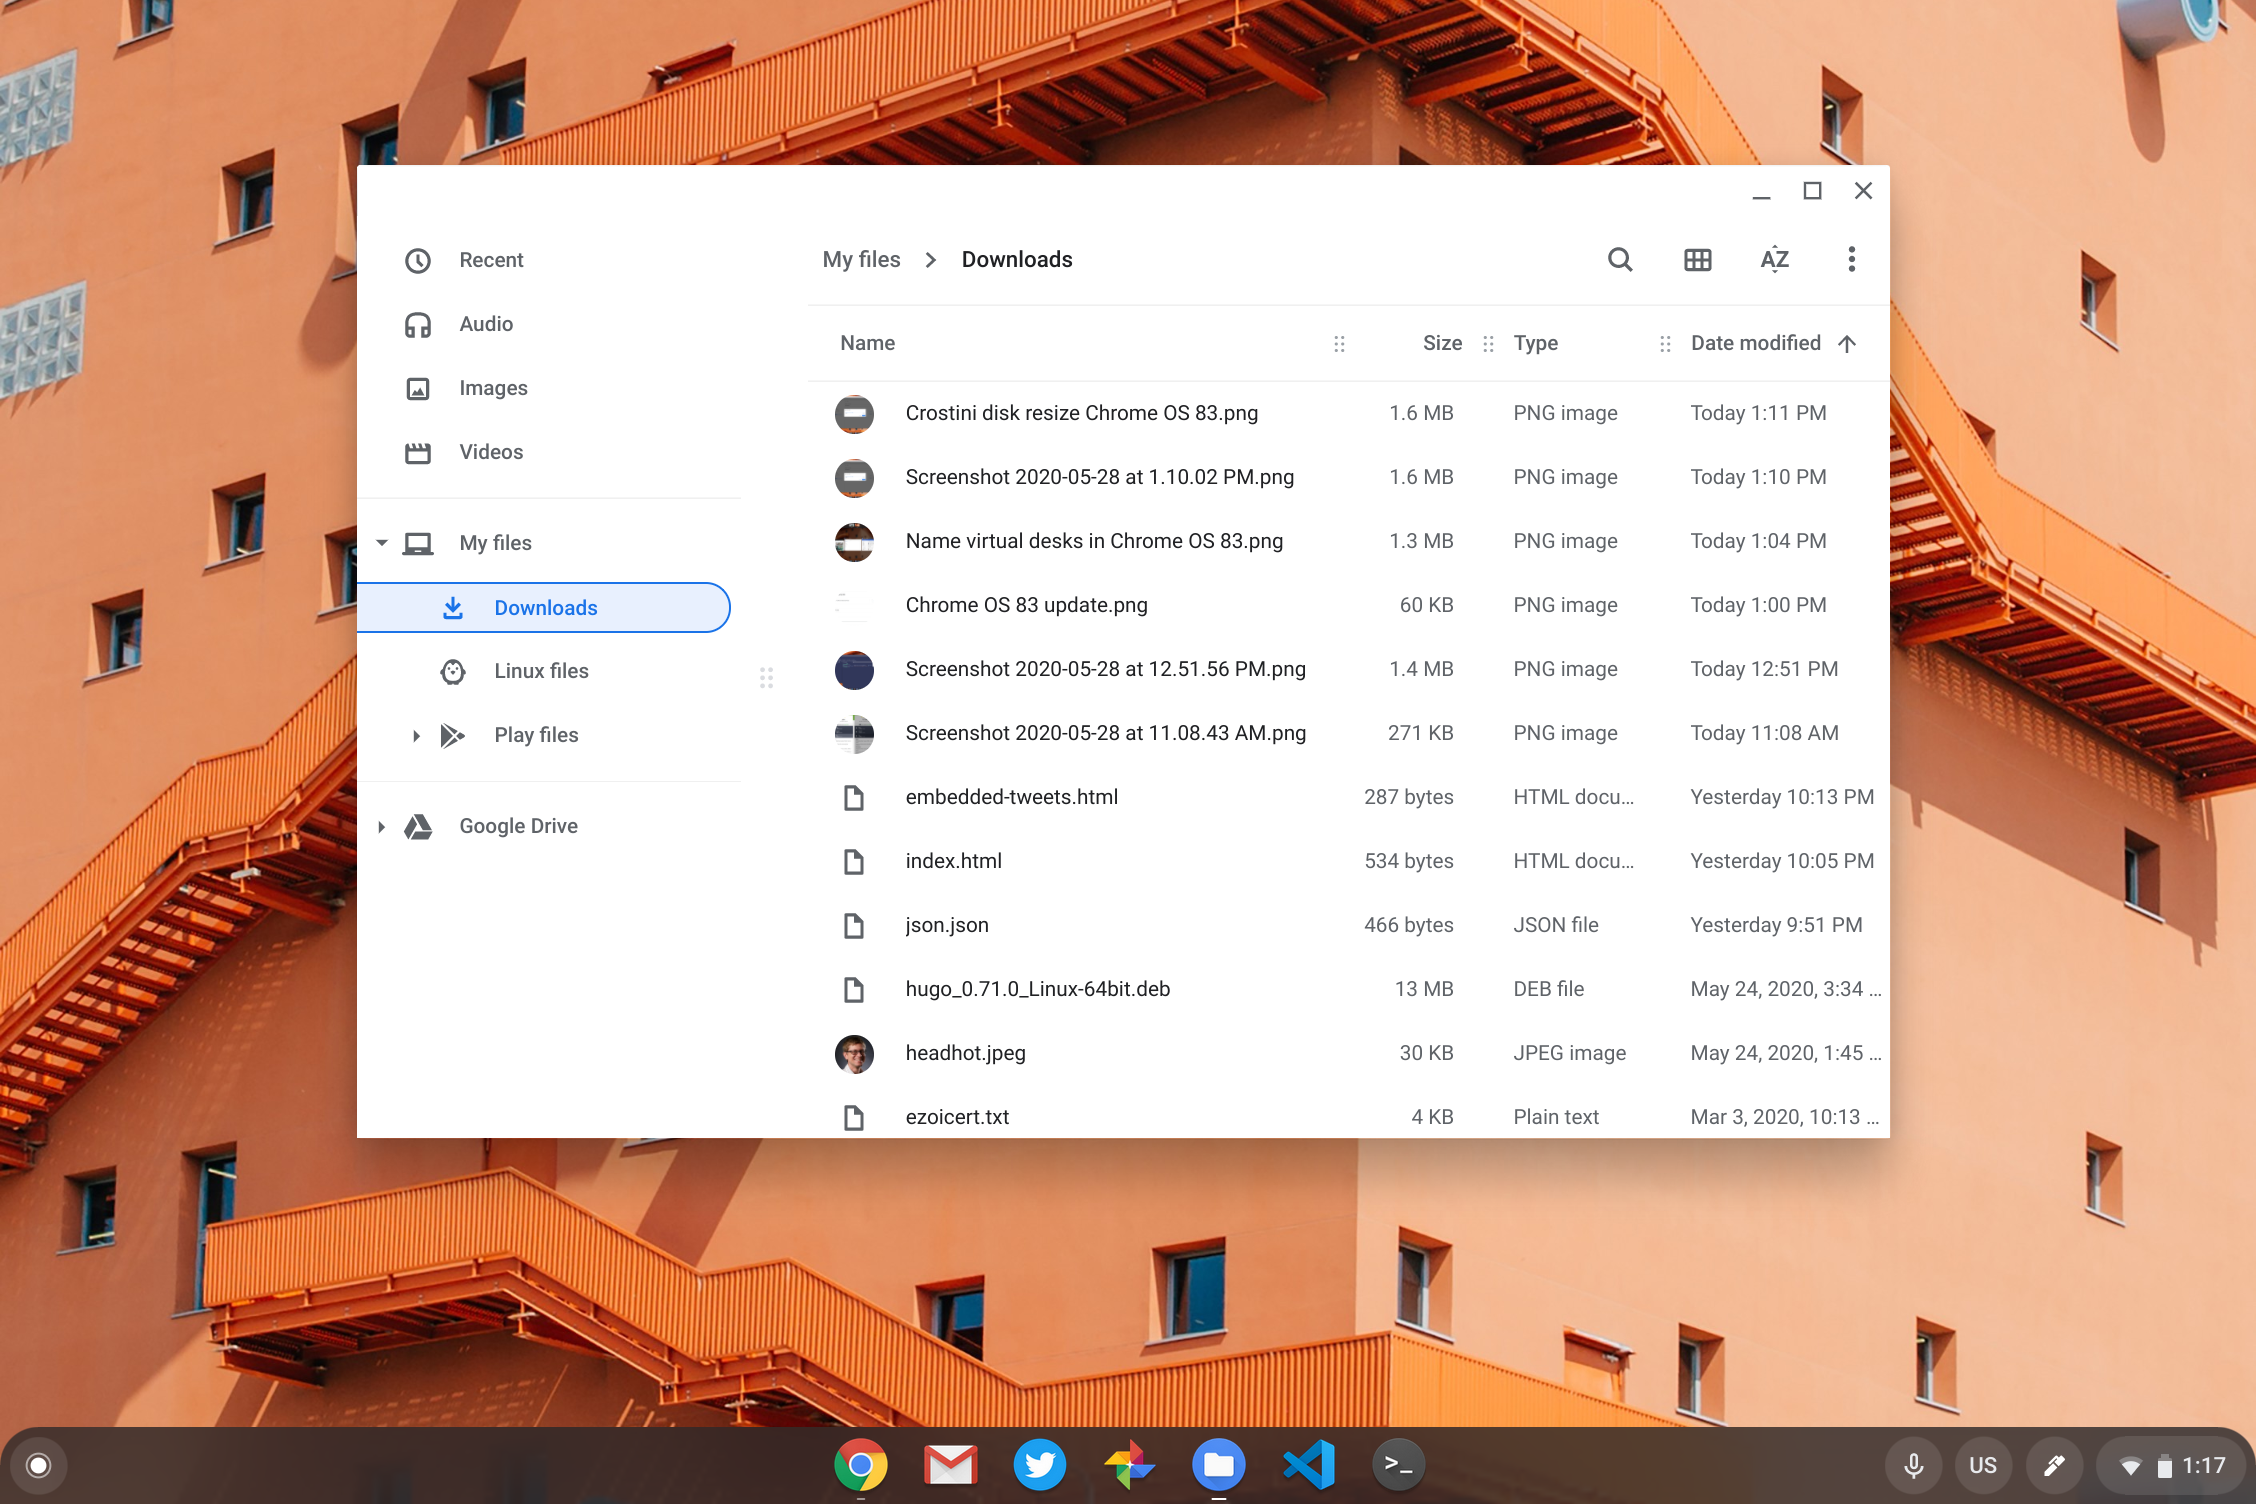 Recent
Audio
Images
Videos
My files
Downloads
Linux files
Play files
Google Drive
My files > Downloads
AZ
Name Size Type Date modified
Crostini disk resize Chrome OS 83.png 1.6 MB PNG image Today 1:11 PM
Screenshot 2020-05-28 at 1.10.02 PM.png 1.6 MB PNG image Today 1:10 PM
Name virtual desks in Chrome OS 83.png 1.3 MB PNG image Today 1:04 PM
Chrome OS 83 update.png 60 KB PNG image Today 1:00 PM
Screenshot 2020-05-28 at 12.51.56 PM.png 1.4 MB PNG image Today 12:51 PM
Screenshot 2020-05-28 at 11.08.43 AM.png 271 KB PNG image Today 11:08 AM
embedded-tweets.html 287 bytes HTML docu... Yesterday 10:13 PM
index.html 534 bytes HTML docu... Yesterday 10:05 PM
json.json 466 bytes JSON file Yesterday 9:51 PM
hugo_0.71.0_Linux-64bit.deb 13 MB DEB file May 24, 2020, 3:34 ...
headhot.jpeg 30 KB JPEG image May 24, 2020, 1:45 ...
ezoicert.txt 4 KB Plain text Mar 3, 2020, 10:13 ...
>_
US
1:17